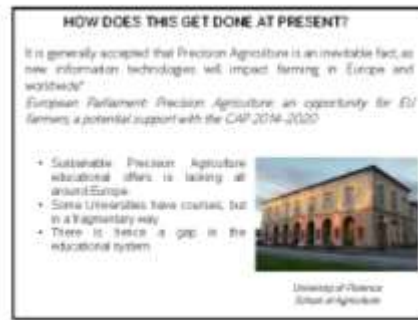 HOW DOES THIS GET DONE AT PRESENT?
It is generally accepted that Precision Agriculture is an inevitable fact, as
new information technologies will impact farming in Europe and
worldwide"
European Parliament: Precision Agriculture: an opportunity for EU
farmers, a potential support with the CAP 2014-2020
• Sustainable Precision Agriculture
educational offers is lacking all
around Europe
• Some Universities have courses, but
in a fragmentary way
• There is hence a gap in the
educational system
University of Florence
School of Agriculture